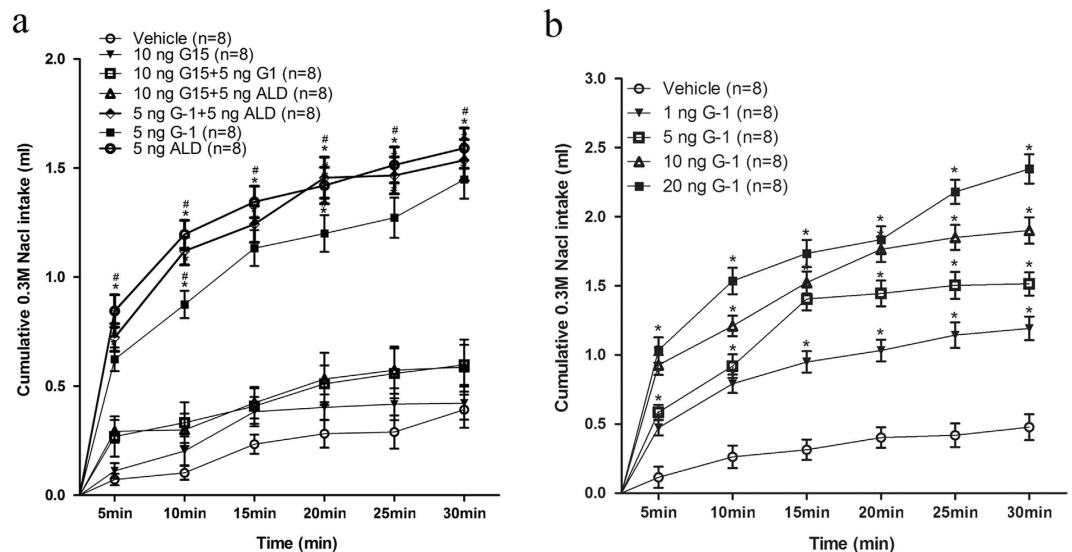 a
Vehicle (n=8)
10 ng G15 (n=8)
10 ng G15+5 ng G1 (n=8)
10 ng G15+5 ng ALD (n=8)
5 ng G-1+5 ng ALD (n=8)
5 ng G-1 (n=8)
5 ng ALD (n=8)
Cumulative 0.3M Nacl intake (ml)
2.0
1.5
1.0
0.5
0.0
5min 10min 15min 20min 25min 30min
Time (min)
b
Vehicle (n=8)
1 ng G-1 (n=8)
5 ng G-1 (n=8)
10 ng G-1 (n=8)
20 ng G-1 (n=8)
Cumulative 0.3M NaCl intake (ml)
3.0
2.5
2.0
1.5
1.0
0.5
0.0
5min 10min 15min 20min 25min 30min
Time (min)